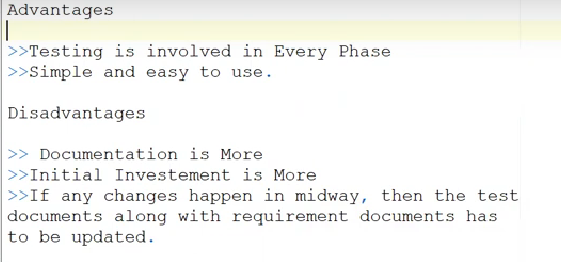 Advantages
>>Testing is involved in Every Phase
>>Simple and easy to use.
Disadvantages
>> Documentation is More
>>Initial Investement is More
>>If any changes happen in midway, then the test
documents along with requirement documents has
to be updated.